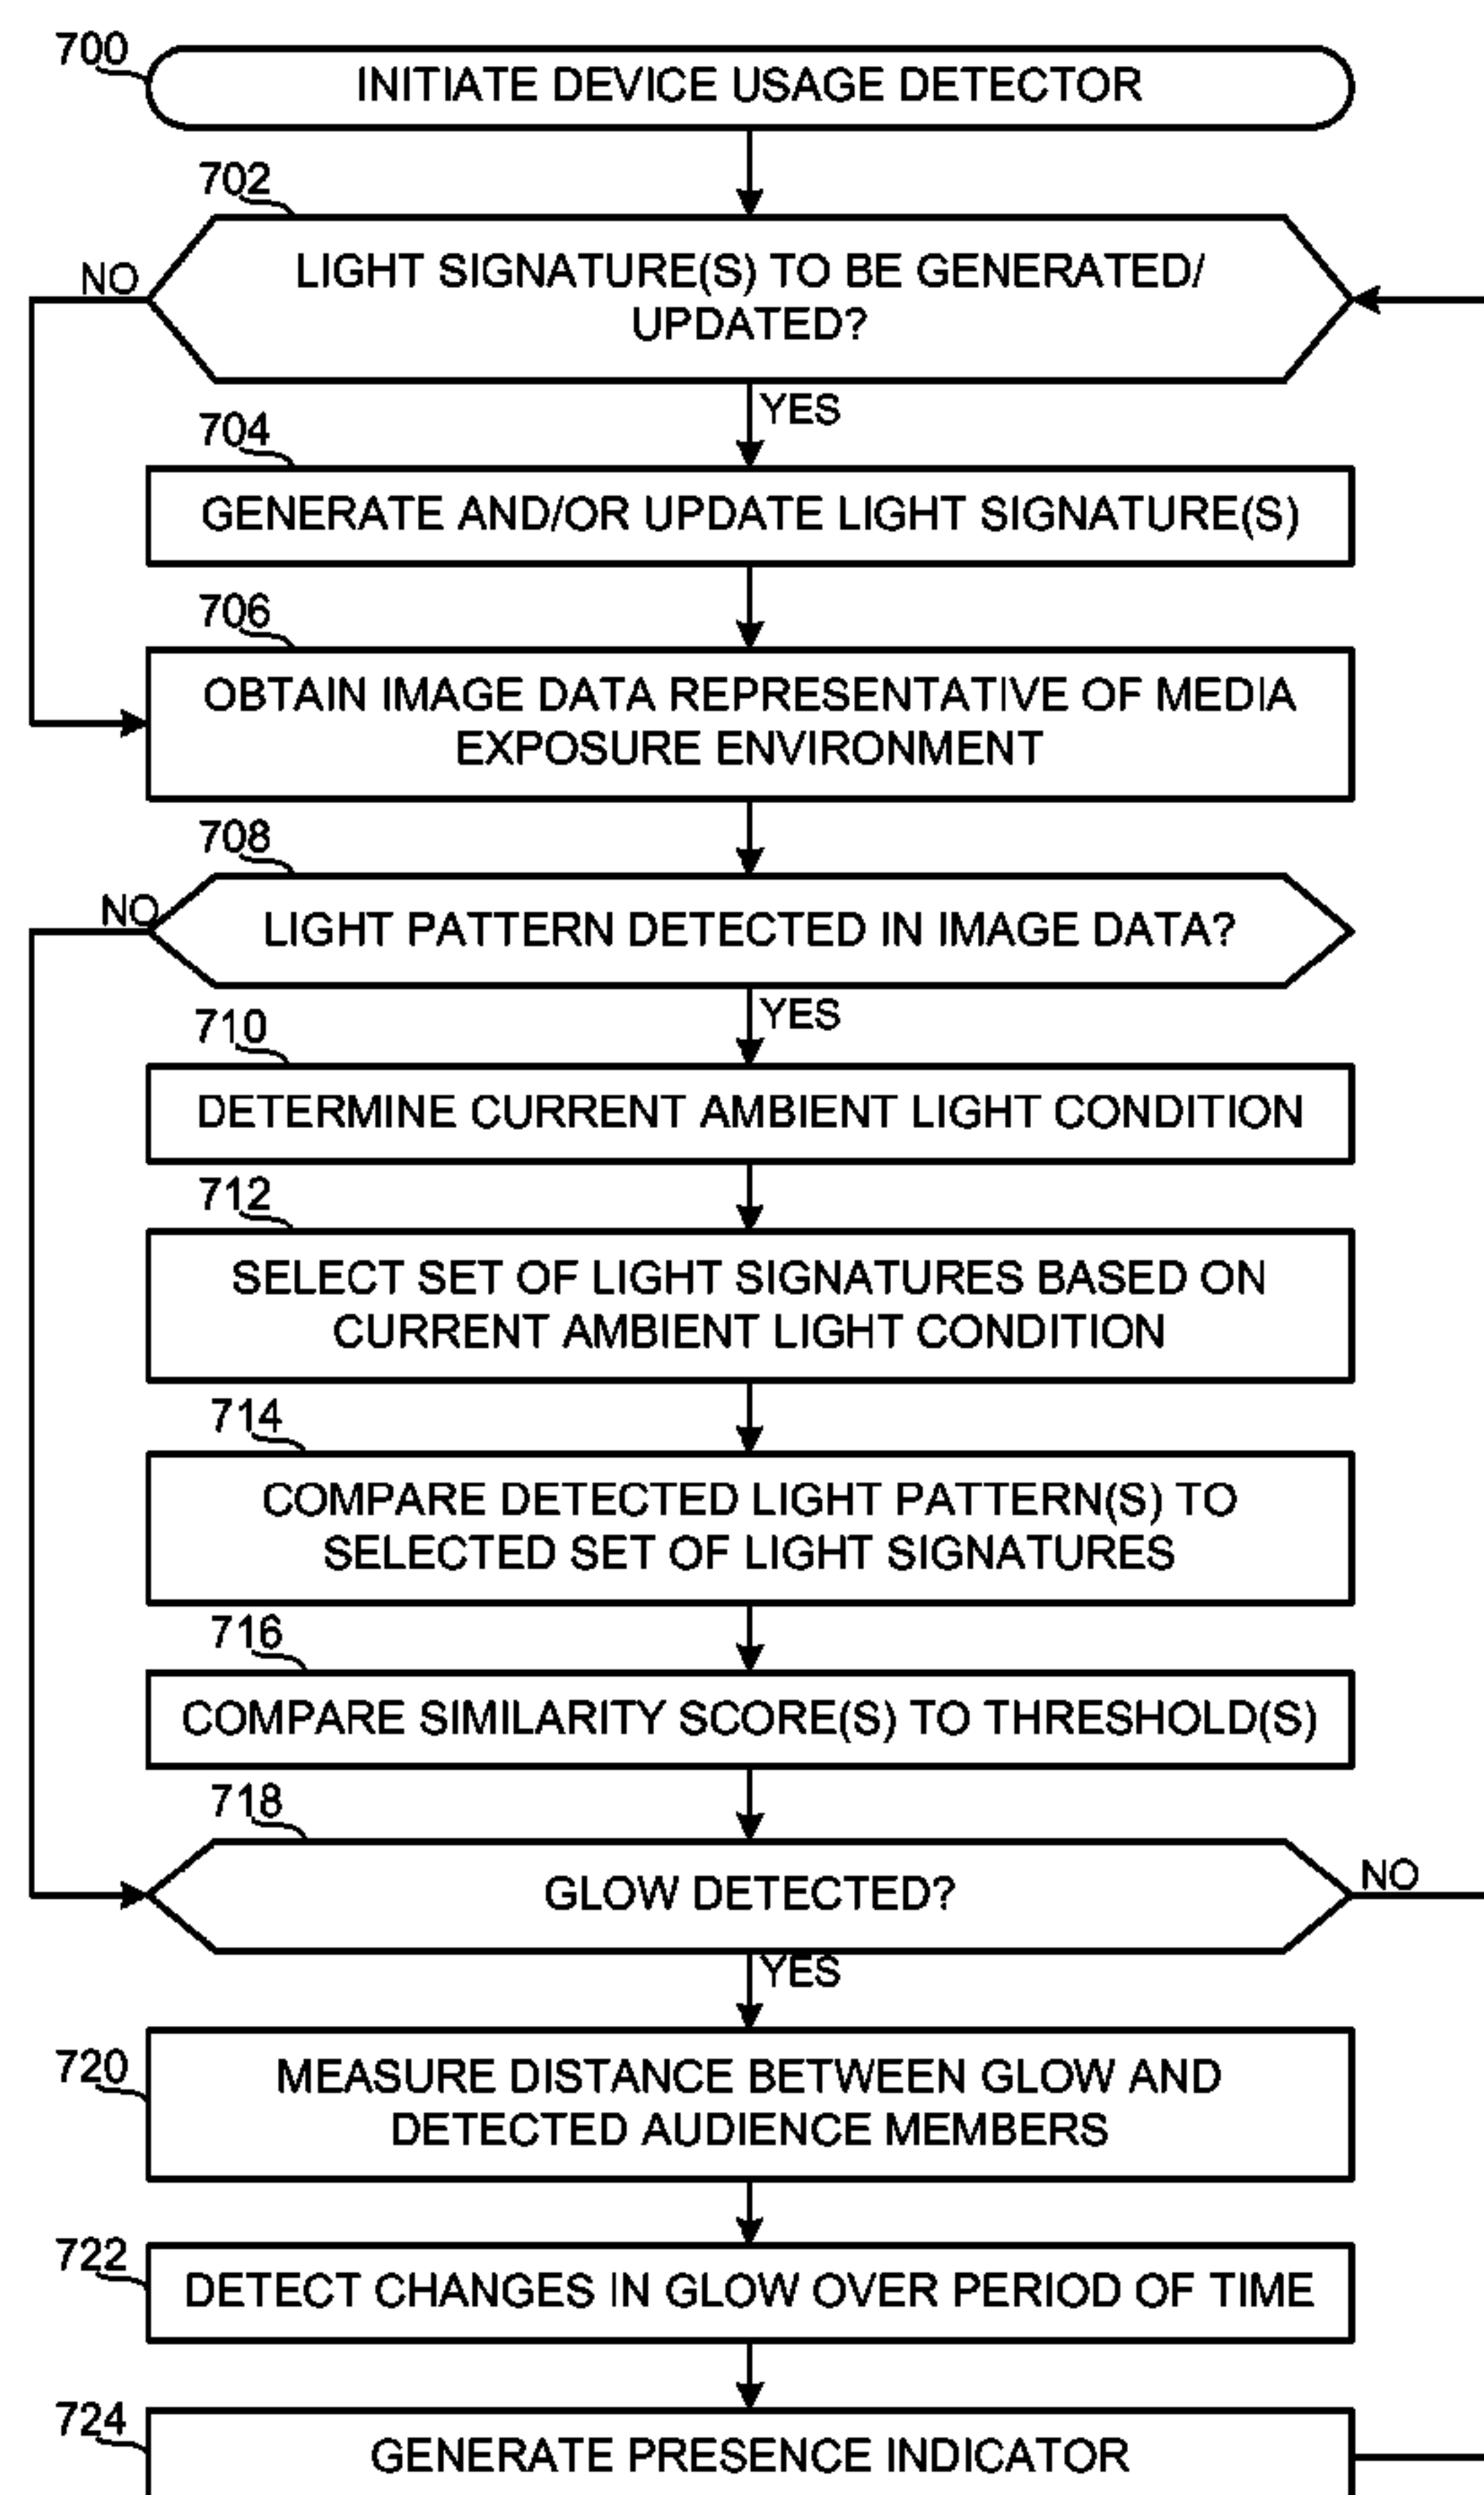 700
INITIATE DEVICE USAGE DETECTOR
702
NO
LIGHT SIGNATURE(S) TO BE GENERATED/
UPDATED?
YES
704
GENERATE AND/OR UPDATE LIGHT SIGNATURE(S)
706
OBTAIN IMAGE DATA REPRESENTATIVE OF MEDIA
EXPOSURE ENVIRONMENT
708
NO
LIGHT PATTERN DETECTED IN IMAGE DATA?
YES
710
DETERMINE CURRENT AMBIENT LIGHT CONDITION
712
SELECT SET OF LIGHT SIGNATURES BASED ON
CURRENT AMBIENT LIGHT CONDITION
714
COMPARE DETECTED LIGHT PATTERN(S) TO
SELECTED SET OF LIGHT SIGNATURES
716
COMPARE SIMILARITY SCORE(S) TO THRESHOLD(S)
718
GLOW DETECTED?
NO
YES
720
MEASURE DISTANCE BETWEEN GLOW AND
DETECTED AUDIENCE MEMBERS
722
DETECT CHANGES IN GLOW OVER PERIOD OF TIME
724
GENERATE PRESENCE INDICATOR